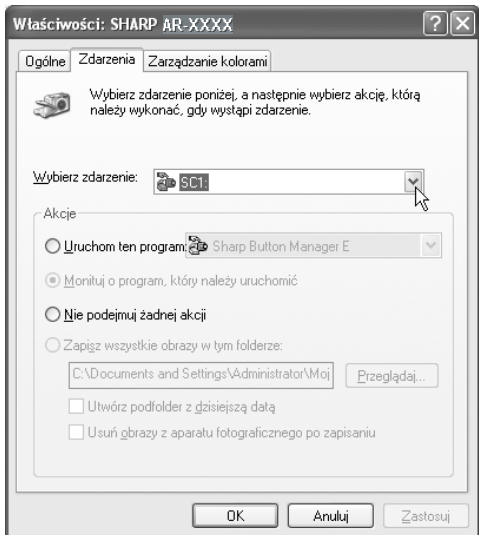 Właściwości: SHARP AR-XXXX
Ogólne Zdarzenia Zarządzanie kolorami
Wybierz zdarzenie poniżej, a następnie wybierz akcję, którą
należy wykonać, gdy wystąpi zdarzenie.
Wybierz zdarzenie: SC1:
Akcje
Uruchom ten program: Sharp Button Manager E
Monituj o program, który należy uruchomić
Nie podejmuj żadnej akcji
Zapisz wszystkie obrazy w tym folderze:
C:\Documents and Settings\Administrator\Moj Przeglądaj...
Utwórz podfolder z dzisiejszą datą
Usuń obrazy z aparatu fotograficznego po zapisaniu
OK Anuluj Zastosuj